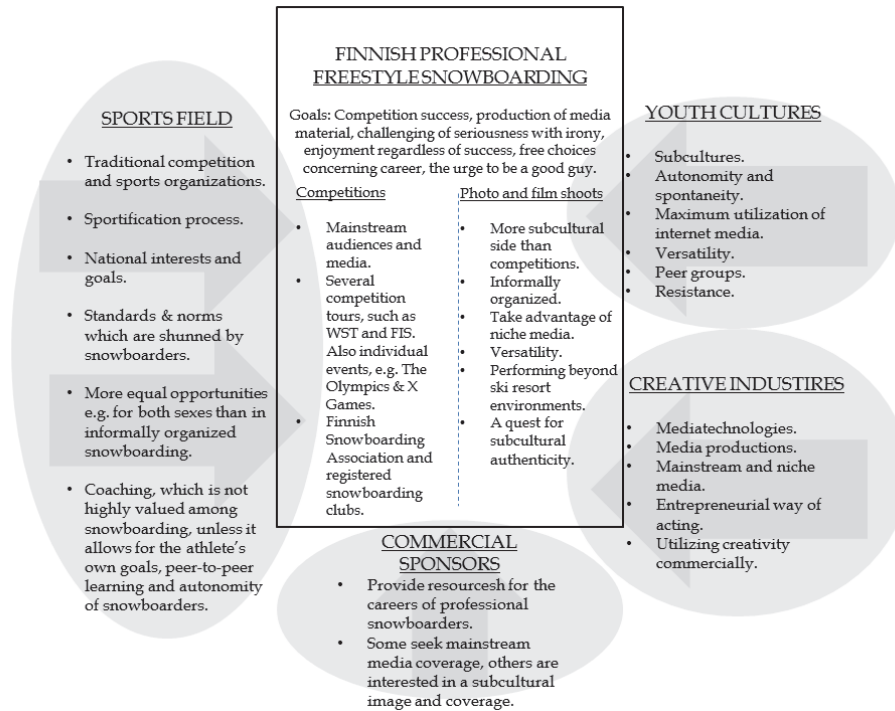 FINNISH PROFESSIONAL
FREESTYLE SNOWBOARDING
Goals: Competition success, production of media
material, challenging of seriousness with irony,
enjoyment regardless of success, free choices
concerning career, the urge to be a good guy.
Competitions
• Mainstream
audiences and
media.
• Several
competition
tours, such as
WST and FIS.
Also individual
events, e.g. The
Olympics & X
Games.
• Finnish
Snowboarding
Association and
registered
snowboarding
clubs.
Photo and film shoots
• More subcultural
side than
competitions.
• Informally
organized.
• Take advantage of
niche media.
• Versatility.
• Performing beyond
ski resort
environments.
• A quest for
subcultural
authenticity.
SPORTS FIELD
• Traditional competition
and sports organizations.
• Sportification process.
• National interests and
goals.
• Standards & norms
which are shunned by
snowboarders.
• More equal opportunities
e.g. for both sexes than in
informally organized
snowboarding.
• Coaching, which is not
highly valued among
snowboarding, unless it
allows for the athlete's
own goals, peer-to-peer
learning and autonomity
of snowboarders.
YOUTH CULTURES
• Subcultures.
• Autonomity and
spontaneity.
• Maximum utilization of
internet media.
• Versatility.
• Peer groups.
• Resistance.
CREATIVE INDUSTIRES
• Mediatechnologies.
• Media productions.
• Mainstream and niche
media.
• Entrepreneurial way of
acting.
• Utilizing creativity
commercially.
COMMERCIAL
SPONSORS
• Provide resourcesh for the
careers of professional
snowboarders.
• Some seek mainstream
media coverage, others are
interested in a subcultural
image and coverage.